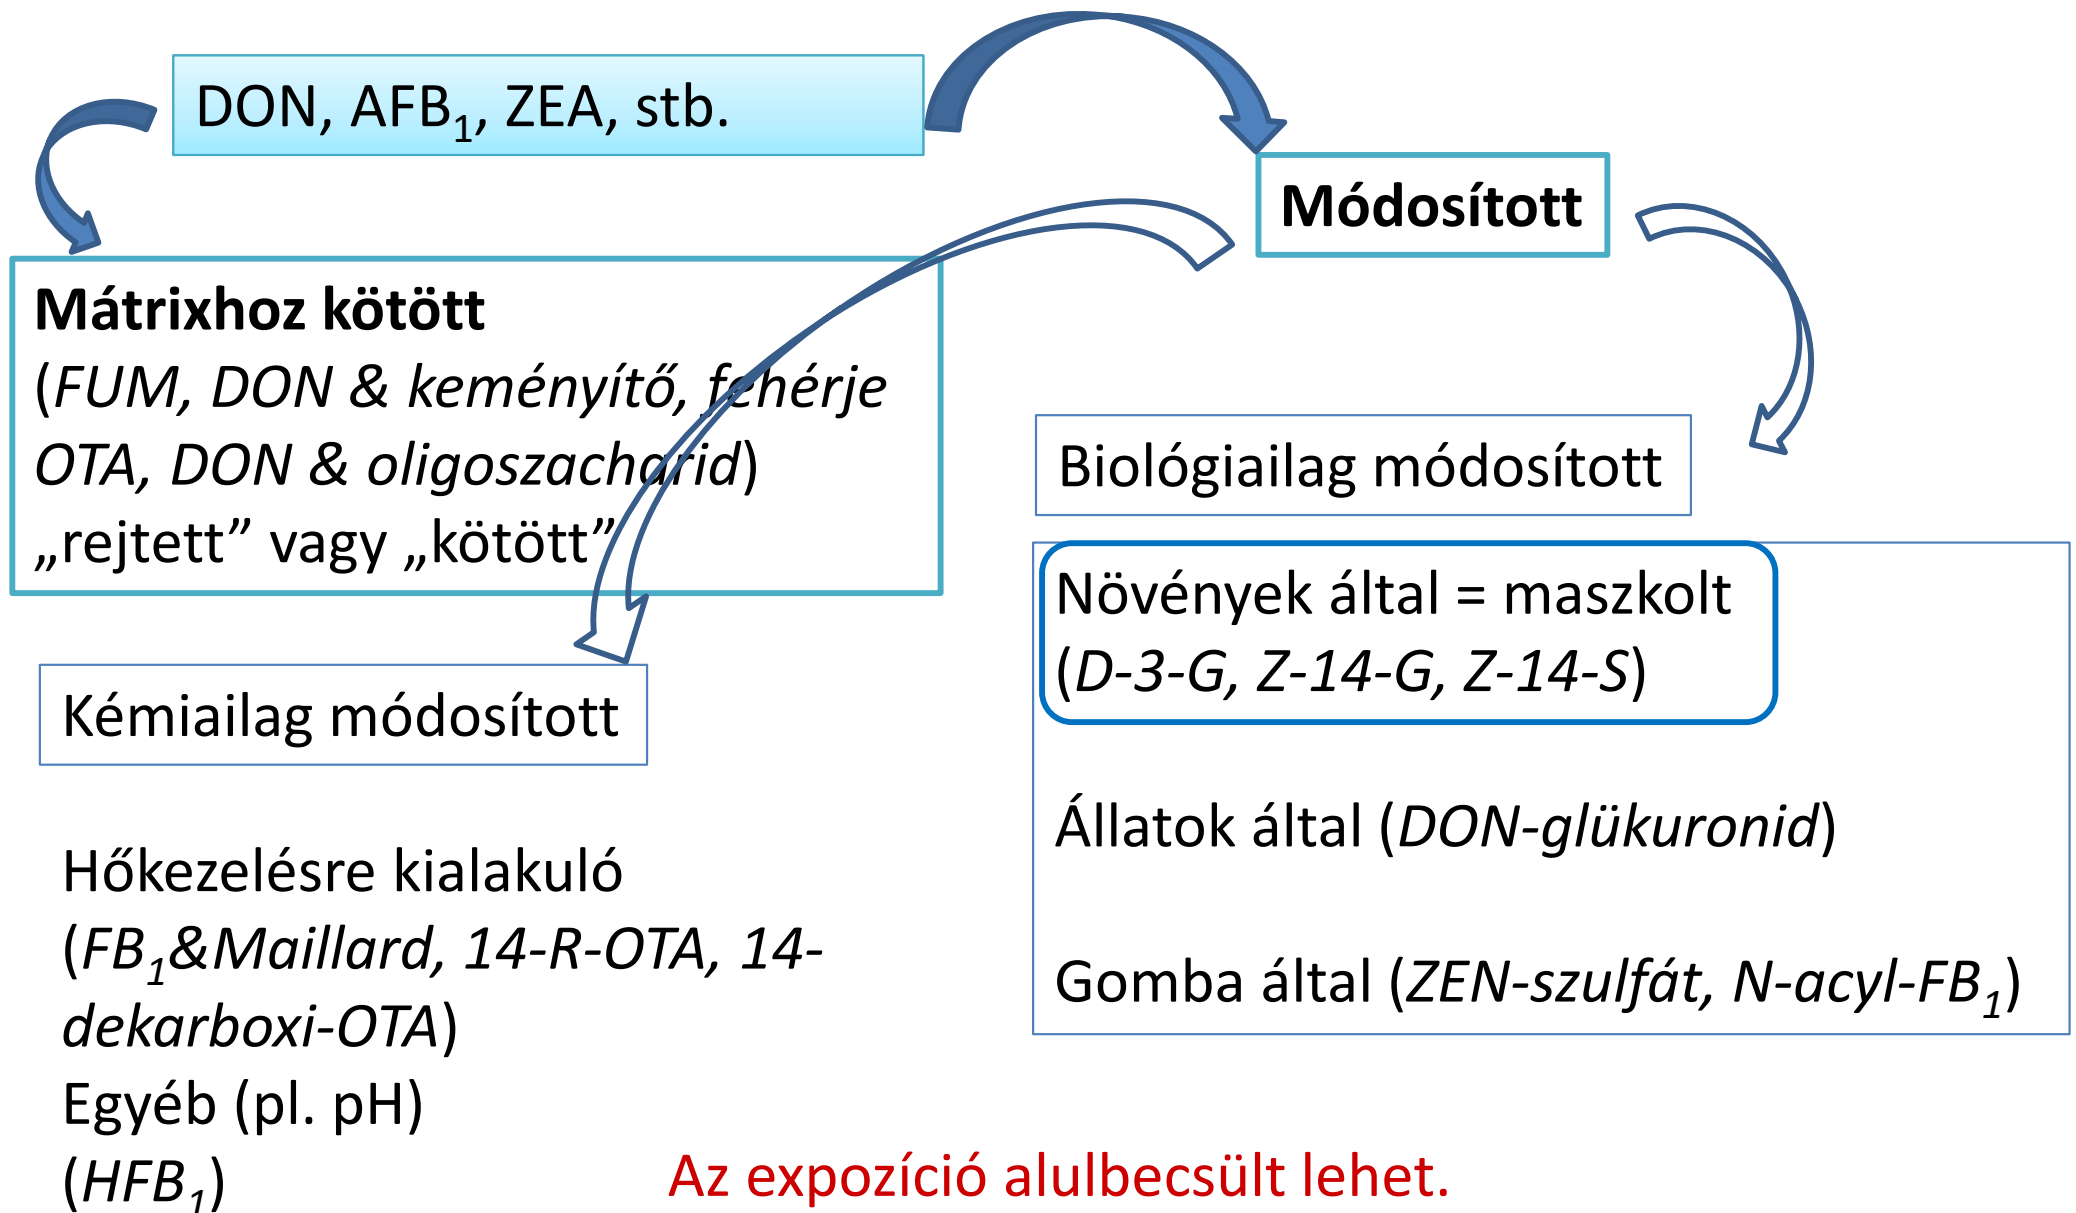 DON, AFB₁, ZEA, stb.
Módosított
Mátrixhoz kötött
(FUM, DON & keményítő, fehérje
OTA, DON & oligoszacharid)
„rejtett” vagy „kötött”
Biológiailag módosított
Növények által = maszkolt
(D-3-G, Z-14-G, Z-14-S)
Állatok által (DON-glükuronid)
Gomba által (ZEN-szulfát, N-acyl-FB₁)
Kémiailag módosított
Hőkezelésre kialakuló
(FB₁&Maillard, 14-R-OTA, 14-
dekarboxi-OTA)
Egyéb (pl. pH)
(HFB₁)
Az expozíció alulbecsült lehet.